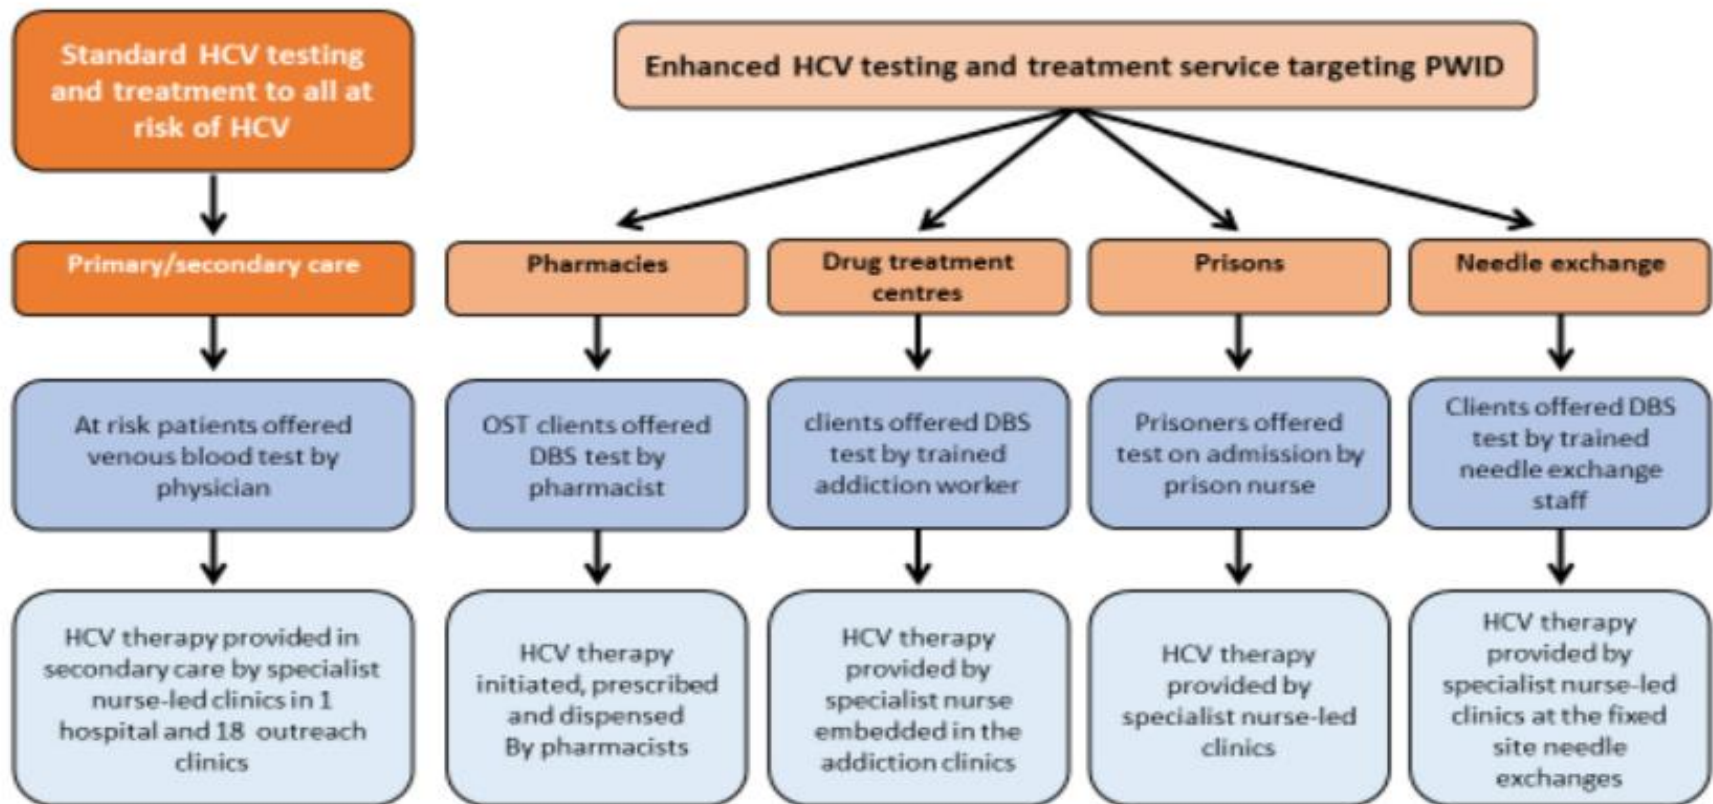 Standard HCV testing
and treatment to all at
risk of HCV
Enhanced HCV testing and treatment service targeting PWID
Primary/secondary care
Pharmacies
Drug treatment
centres
Prisons
Needle exchange
At risk patients offered
venous blood test by
physician
OST clients offered
DBS test by
pharmacist
clients offered DBS
test by trained
addiction worker
Prisoners offered
test on admission by
prison nurse
Clients offered DBS
test by trained
needle exchange
staff
HCV therapy provided in
secondary care by specialist
nurse-led clinics in 1
hospital and 18 outreach
clinics
HCV therapy
initiated, prescribed
and dispensed
By pharmacists
HCV therapy
provided by
specialist nurse
embedded in the
addiction clinics
HCV therapy
provided by
specialist nurse-led
clinics
HCV therapy
provided by
specialist nurse-led
clinics at the fixed
site needle
exchanges